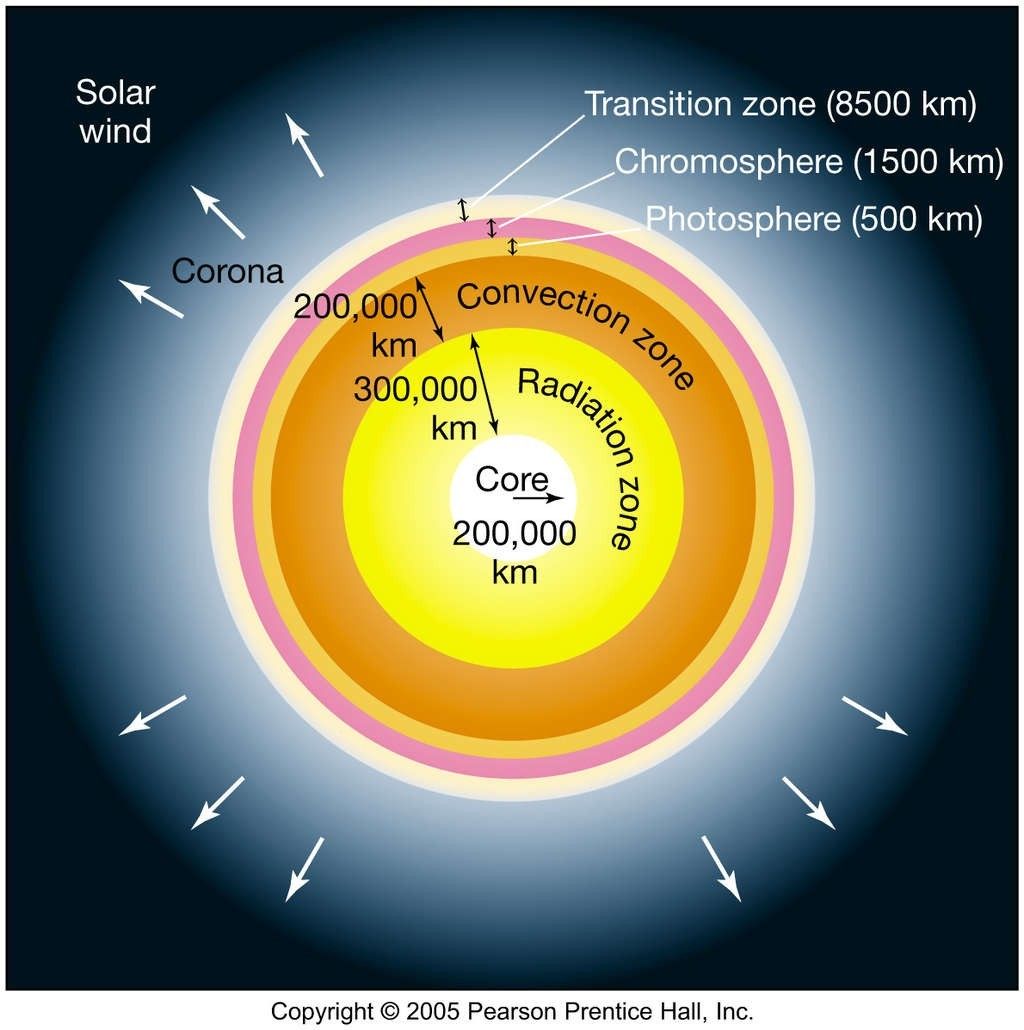 Solar
wind
Transition zone (8500 km)
Chromosphere (1500 km)
Photosphere (500 km)
Corona
200,000
km
Convection zone
300,000
km
Radiation zone
Core
200,000
km
Copyright © 2005 Pearson Prentice Hall, Inc.